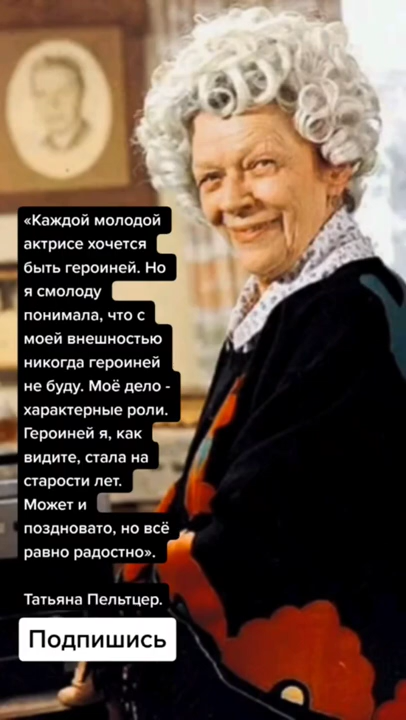 «Каждой молодой
актрисе хочется
быть героиней. Но
я смолоду
понимала, что с
моей внешностью
никогда героиней
не буду. Моё дело -
характерные роли.
Героиней я, как
видите, стала на
старости лет.
Может и
поздновато, но всё
равно радостно».
Татьяна Пельтцер.
Подпишись